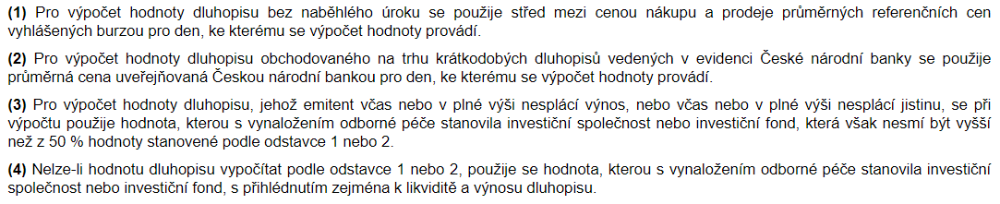 (1) Pro výpočet hodnoty dluhopisu bez naběhlého úroku se použije střed mezi cenou nákupu a prodeje průměrných referenčních cen
vyhlášených burzou pro den, ke kterému se výpočet hodnoty provádí.
(2) Pro výpočet hodnoty dluhopisu obchodovaného na trhu krátkodobých dluhopisů vedených v evidenci České národní banky se použije
průměrná cena uveřejňovaná Českou národní bankou pro den, ke kterému se výpočet hodnoty provádí.
(3) Pro výpočet hodnoty dluhopisu, jehož emitent včas nebo v plné výši nesplácí výnos, nebo včas nebo v plné výši nesplácí jistinu, se při
výpočtu použije hodnota, kterou s vynaložením odborné péče stanovila investiční společnost nebo investiční fond, která však nesmí být vyšší
než z 50 % hodnoty stanovené podle odstavce 1 nebo 2.
(4) Nelze-li hodnotu dluhopisu vypočítat podle odstavce 1 nebo 2, použije se hodnota, kterou s vynaložením odborné péče stanovila investiční
společnost nebo investiční fond, s přihlédnutím zejména k likviditě a výnosu dluhopisu.